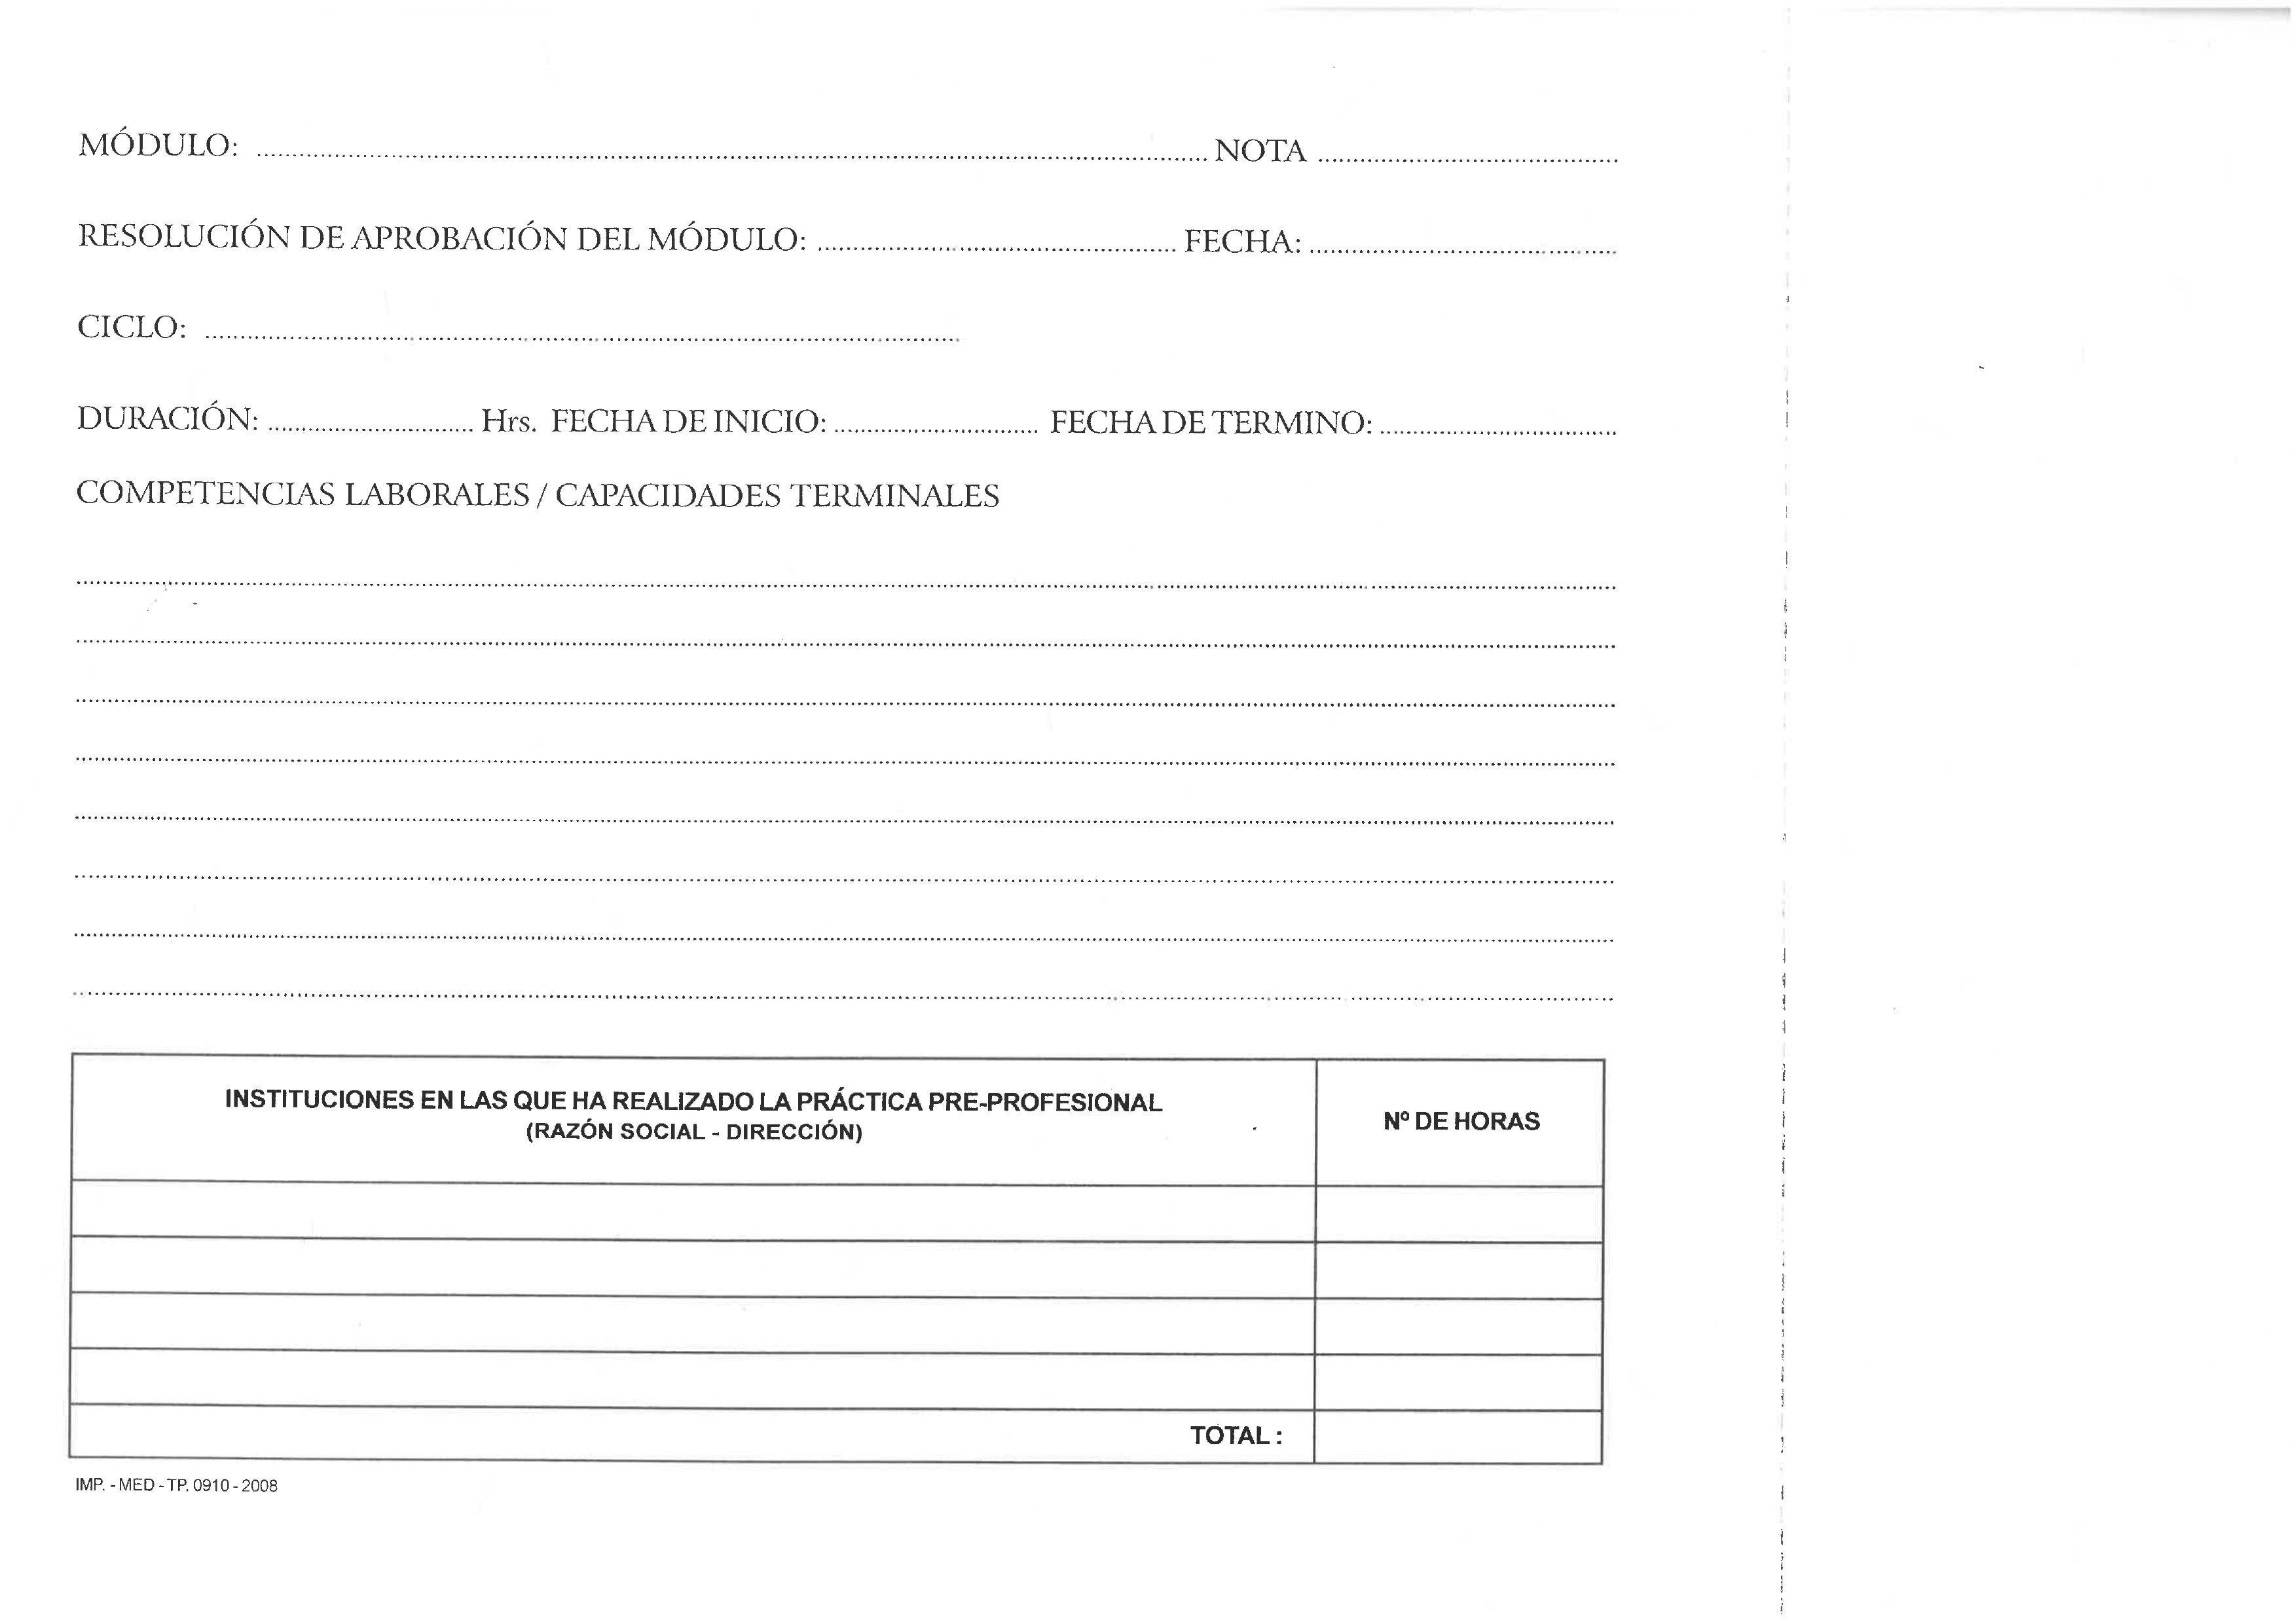 MÓDULO: ........................................ NOTA ....................
RESOLUCIÓN DE APROBACIÓN DEL MÓDULO: .................... FECHA: ....................
CICLO: ........................................
DURACIÓN: .................... Hrs. FECHA DE INICIO: .................... FECHA DE TERMINO: ....................
COMPETENCIAS LABORALES / CAPACIDADES TERMINALES
INSTITUCIONES EN LAS QUE HA REALIZADO LA PRÁCTICA PRE-PROFESIONAL
(RAZÓN SOCIAL - DIRECCIÓN)
Nº DE HORAS
TOTAL :
IMP. - MED - TP. 0910 - 2008